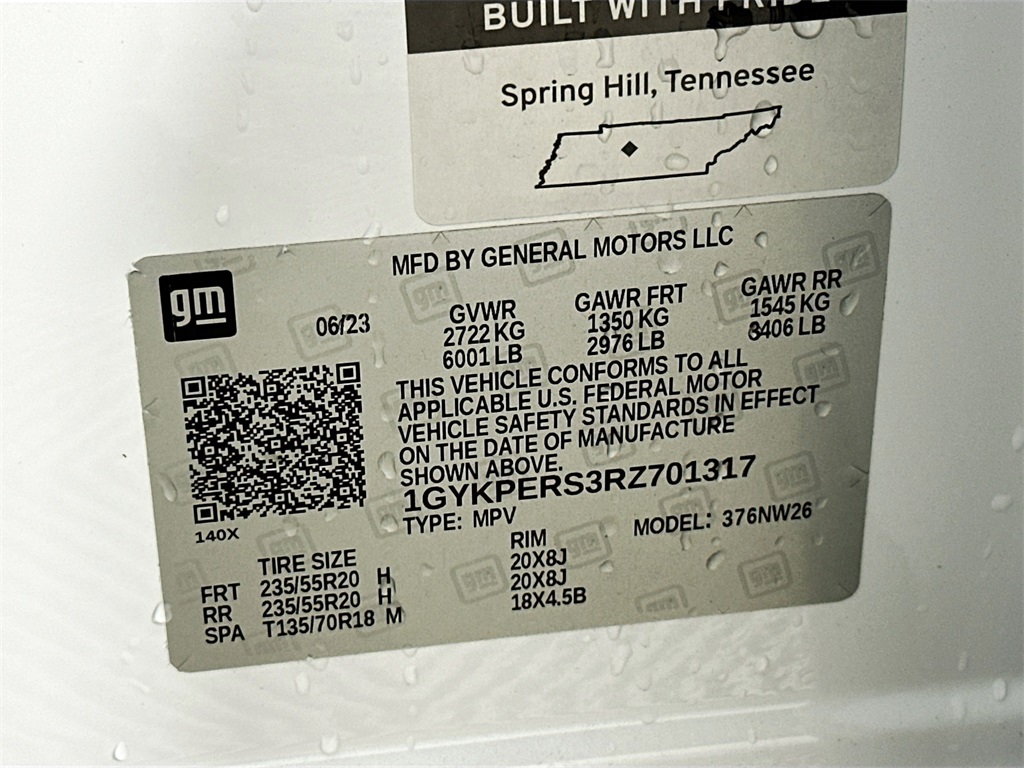 BUILT WITH PRIDE
Spring Hill, Tennessee
MFD BY GENERAL MOTORS LLC
gm
06/23
GVWR GAWR FRT GAWR RR
2722 KG 1350 KG 1545 KG
6001 LB 2976 LB 3406 LB
THIS VEHICLE CONFORMS TO ALL
APPLICABLE U.S. FEDERAL MOTOR
VEHICLE SAFETY STANDARDS IN EFFECT
ON THE DATE OF MANUFACTURE
SHOWN ABOVE.
1GYKPERS3RZ701317
TYPE: MPV MODEL: 376NW26
140X
TIRE SIZE RIM
FRT 235/55R20 H 20X8J
RR 235/55R20 H 20X8J
SPA T135/70R18 M 18X4.5B